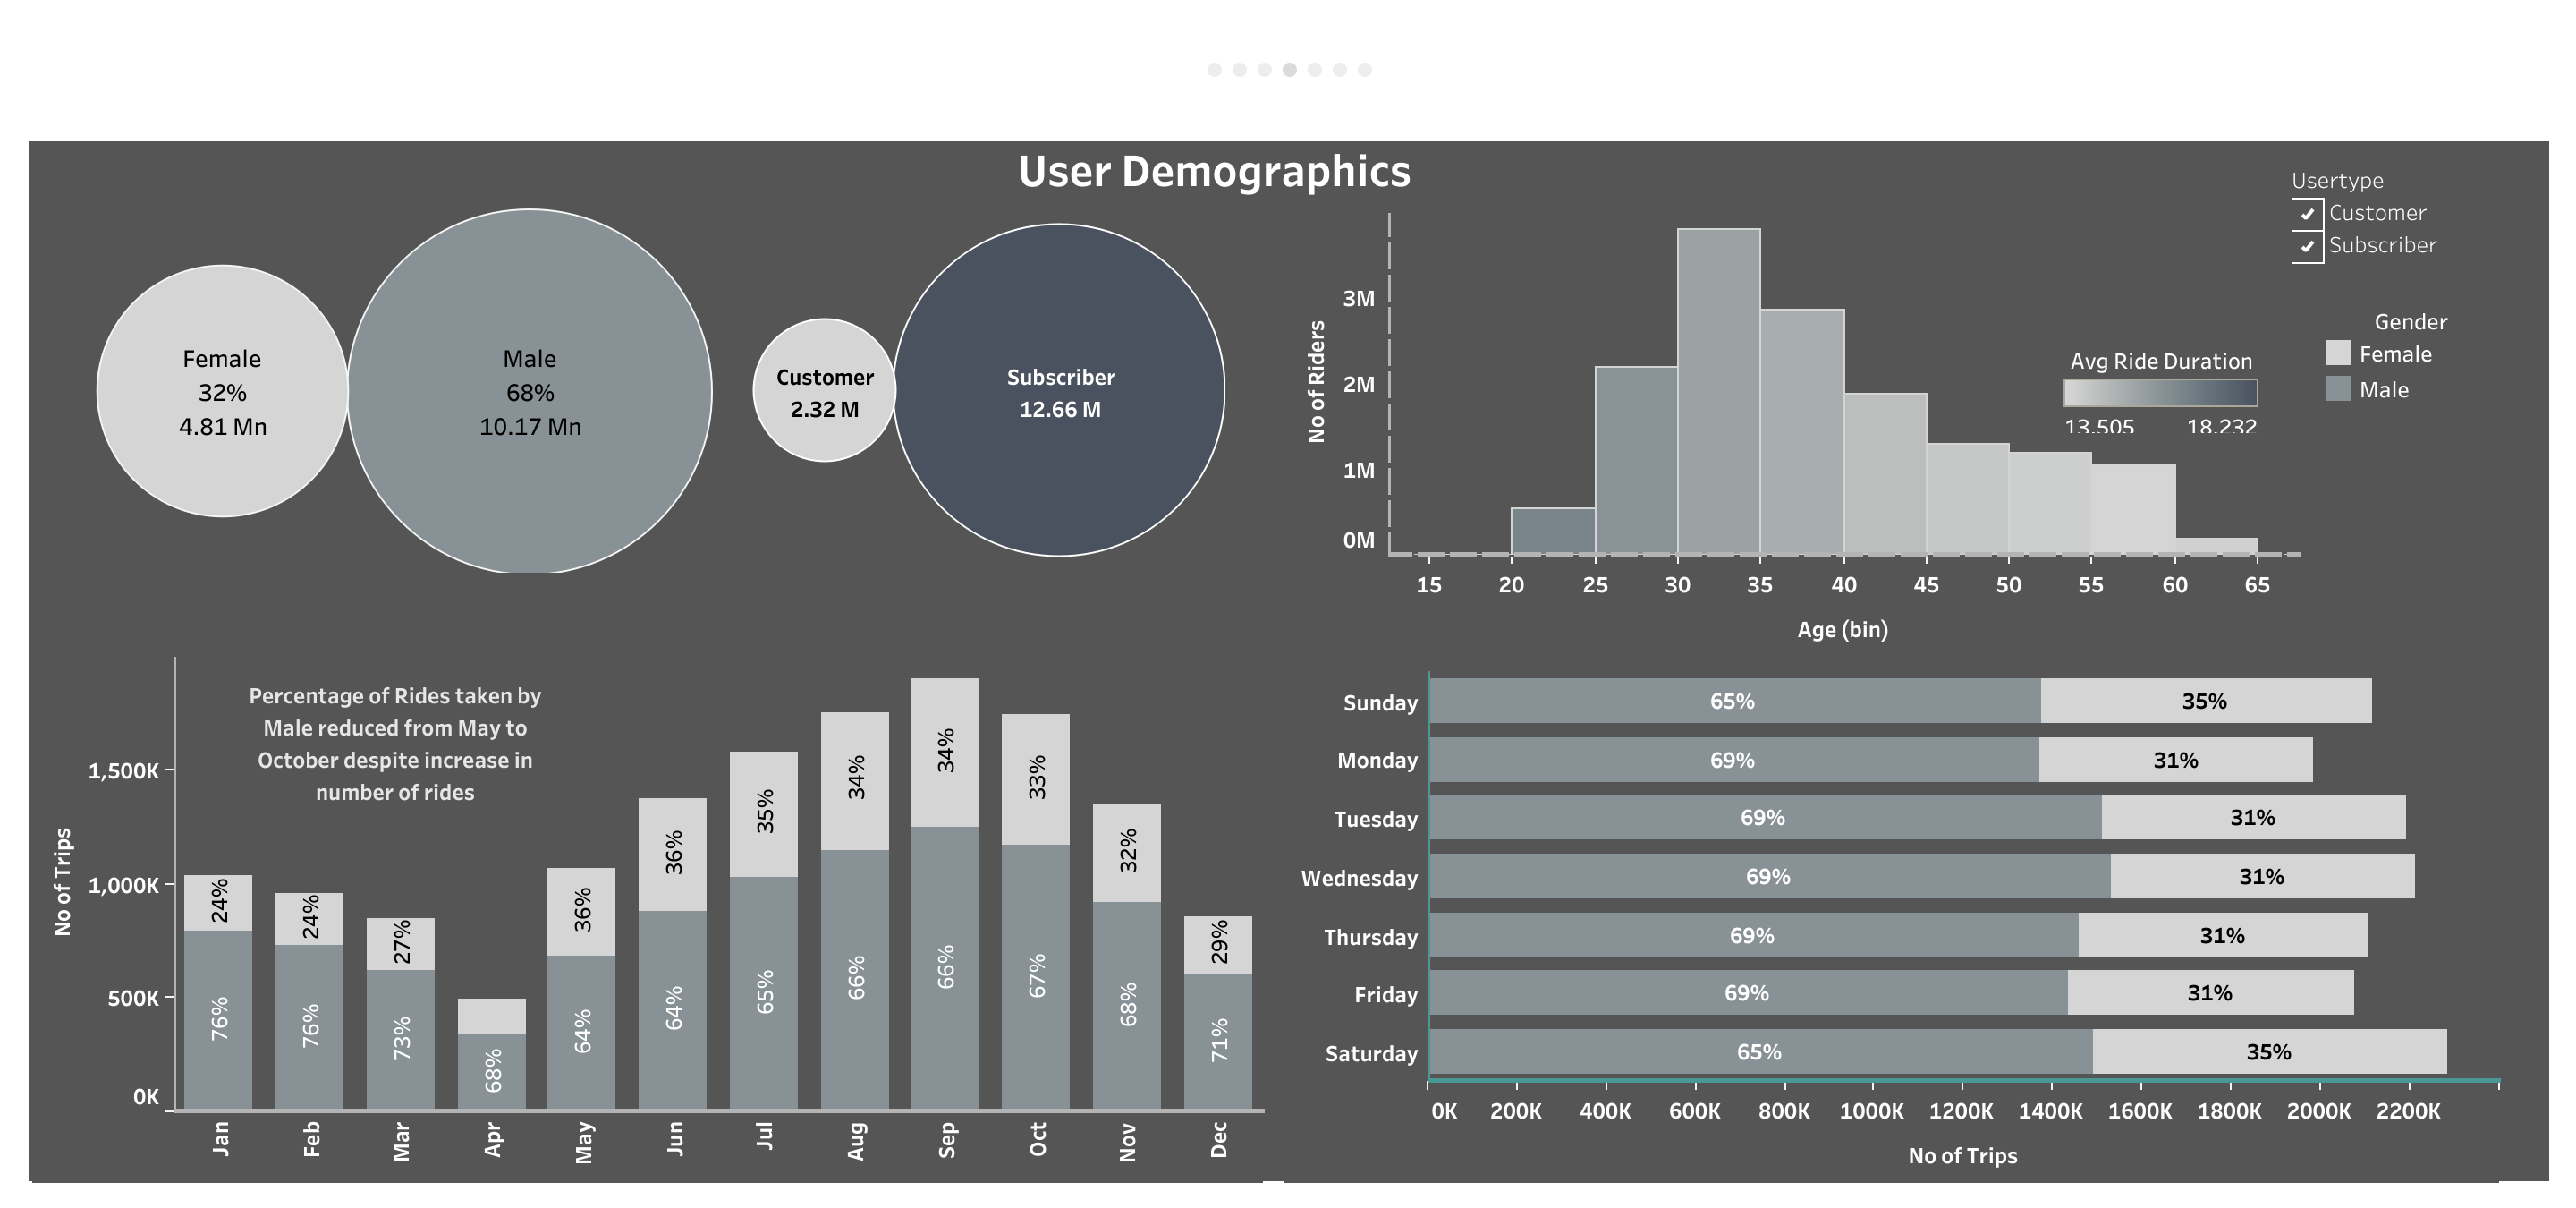 User Demographics
Usertype
Customer
Subscriber
Gender
Female
Male
Female
32%
4.81 Mn
Male
68%
10.17 Mn
Customer
2.32 M
Subscriber
12.66 M
No of Riders
3M
2M
1M
0M
Avg Ride Duration
13.505 18.232
15 20 25 30 35 40 45 50 55 60 65
Age (bin)
Percentage of Rides taken by
Male reduced from May to
October despite increase in
number of rides
No of Trips
1,500K
1,000K
500K
0K
24% 24% 27% 36% 36% 35% 34% 34% 33% 32% 29%
76% 76% 73% 68% 64% 64% 65% 66% 66% 67% 68% 71%
Jan Feb Mar Apr May Jun Jul Aug Sep Oct Nov Dec
Sunday 65% 35%
Monday 69% 31%
Tuesday 69% 31%
Wednesday 69% 31%
Thursday 69% 31%
Friday 69% 31%
Saturday 65% 35%
0K 200K 400K 600K 800K 1000K 1200K 1400K 1600K 1800K 2000K 2200K
No of Trips